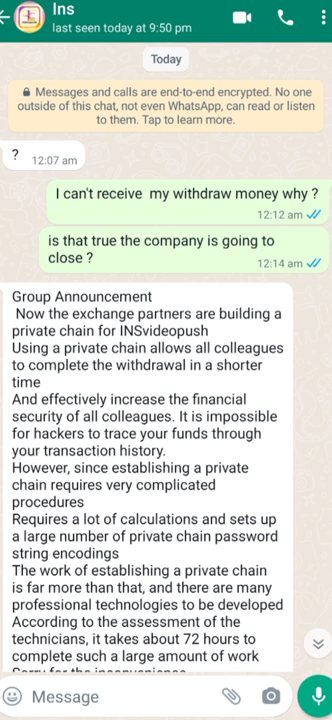 Ins
last seen today at 9:50 pm
Today
Messages and calls are end-to-end encrypted. No one
outside of this chat, not even WhatsApp, can read or listen
to them. Tap to learn more.
?
12:07 am
I can't receive my withdraw money why ?
12:12 am
is that true the company is going to
close ?
12:14 am
Group Announcement
Now the exchange partners are building a
private chain for INSvideopush
Using a private chain allows all colleagues
to complete the withdrawal in a shorter
time
And effectively increase the financial
security of all colleagues. It is impossible
for hackers to trace your funds through
your transaction history.
However, since establishing a private
chain requires very complicated
procedures
Requires a lot of calculations and sets up
a large number of private chain password
string encodings
The work of establishing a private chain
is far more than that, and there are many
professional technologies to be developed
According to the assessment of the
technicians, it takes about 72 hours to
complete such a large amount of work
Sorry for the inconvenience
Message